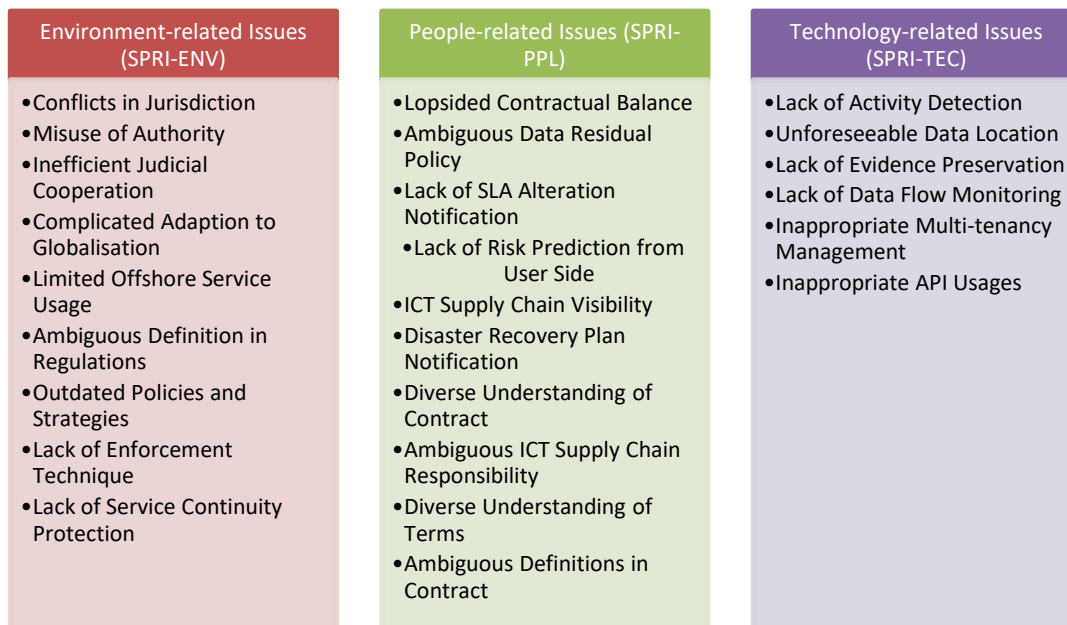 Environment-related Issues
(SPRI-ENV)
•Conflicts in Jurisdiction
•Misuse of Authority
•Inefficient Judicial
Cooperation
•Complicated Adaption to
Globalisation
•Limited Offshore Service
Usage
•Ambiguous Definition in
Regulations
•Outdated Policies and
Strategies
•Lack of Enforcement
Technique
•Lack of Service Continuity
Protection
People-related Issues (SPRI-
PPL)
•Lopsided Contractual Balance
•Ambiguous Data Residual
Policy
•Lack of SLA Alteration
Notification
•Lack of Risk Prediction from
User Side
•ICT Supply Chain Visibility
•Disaster Recovery Plan
Notification
•Diverse Understanding of
Contract
•Ambiguous ICT Supply Chain
Responsibility
•Diverse Understanding of
Terms
•Ambiguous Definitions in
Contract
Technology-related Issues
(SPRI-TEC)
•Lack of Activity Detection
•Unforeseeable Data Location
•Lack of Evidence Preservation
•Lack of Data Flow Monitoring
•Inappropriate Multi-tenancy
Management
•Inappropriate API Usages